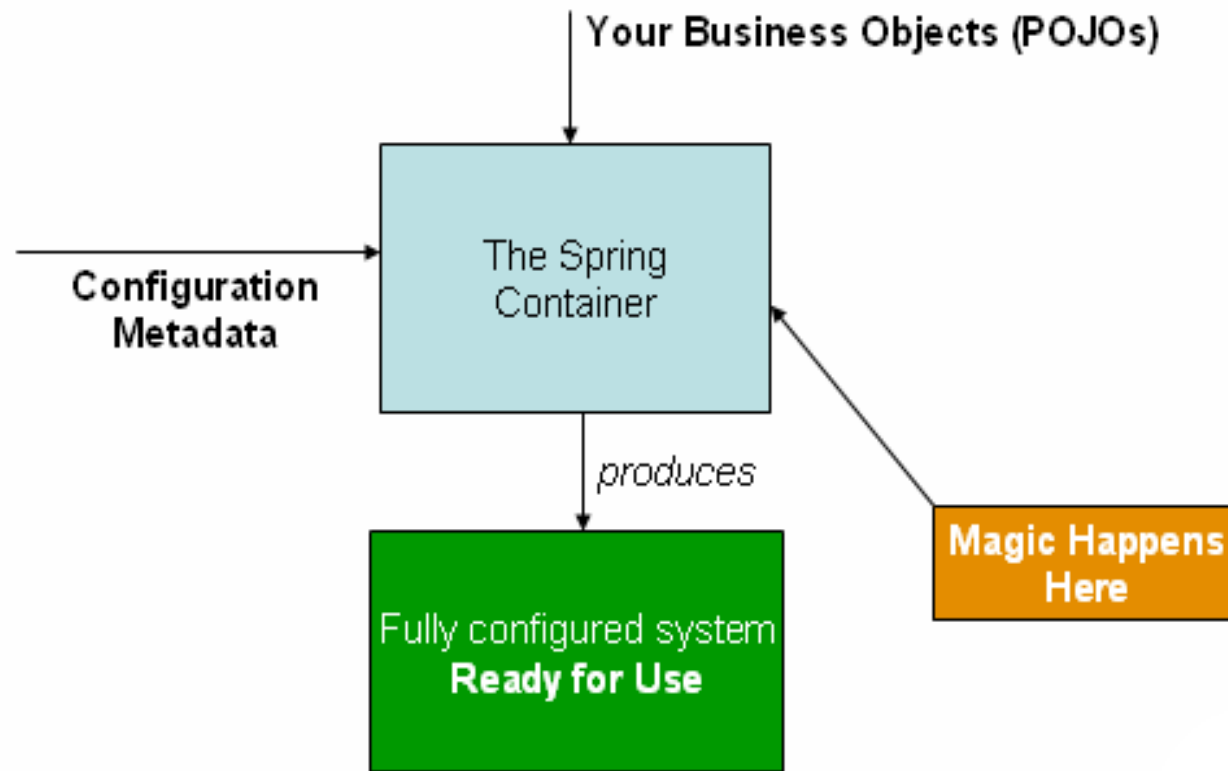 Your Business Objects (POJOs)
The Spring
Container
Configuration
Metadata
produces
Magic Happens
Here
Fully configured system
Ready for Use